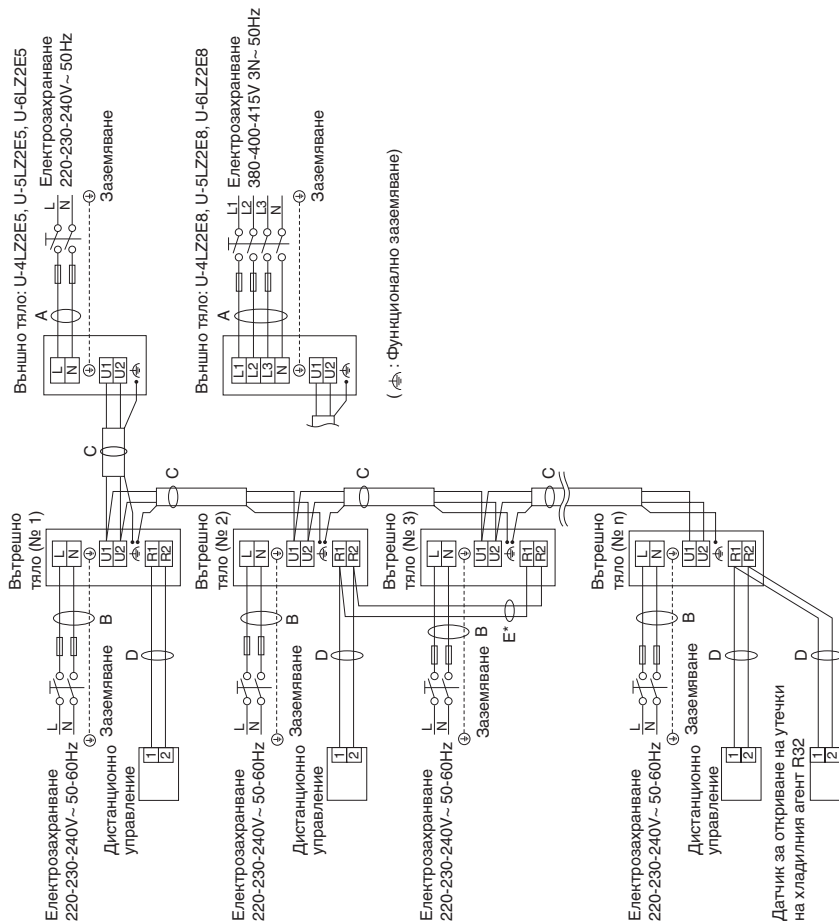 Външно тяло: U-4LZ2E5, U-5LZ2E5, U-6LZ2E5
Електрозахранване
220-230-240V~ 50Hz
L
N
Заземяване
A
L
N
U1
U2
C
Външно тяло: U-4LZ2E8, U-5LZ2E8, U-6LZ2E8
Електрозахранване
380-400-415V 3N~ 50Hz
L1
L2
L3
N
Заземяване
A
L1
L2
L3
N
U1
U2
( : Функционално заземяване)
Вътрешно
тяло (№ 1)
L
N
U1
U2
R1
R2
C
B
D
Електрозахранване
220-230-240V~ 50-60Hz
L
N
Заземяване
Дистанционно
управление
1
2
Вътрешно
тяло (№ 2)
L
N
U1
U2
R1
R2
C
B
D
Електрозахранване
220-230-240V~ 50-60Hz
L
N
Заземяване
Дистанционно
управление
1
2
Вътрешно
тяло (№ 3)
L
N
U1
U2
R1
R2
C
B
E*
Електрозахранване
220-230-240V~ 50-60Hz
L
N
Заземяване
Вътрешно
тяло (№ n)
L
N
U1
U2
R1
R2
B
D
Електрозахранване
220-230-240V~ 50-60Hz
L
N
Заземяване
Дистанционно
управление
1
2
D
Датчик за откриване на утечки
на хладилния агент R32
1
2